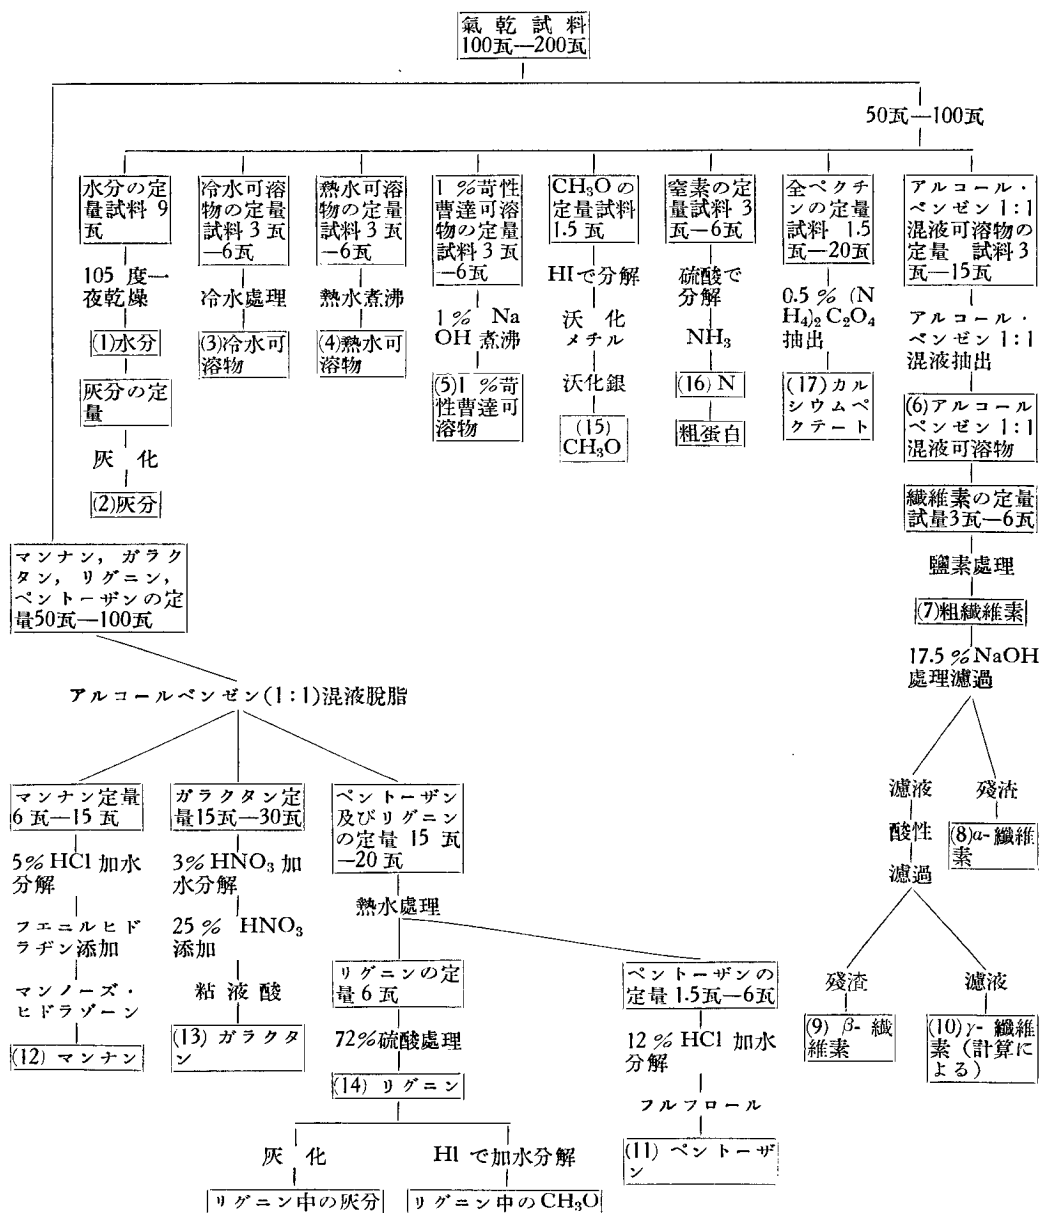 氣乾試料
100瓦—200瓦
50瓦—100瓦
水分の定
量試料 9
瓦
105 度一
夜乾燥
(1)水分
灰分の定
量
灰 化
(2)灰分
冷水可溶
物の定量
試料 3 瓦
—6瓦
冷水處理
(3)冷水可
溶物
熱水可溶
物の定量
試料 3 瓦
—6瓦
熱水煮沸
(4)熱水可
溶物
1 %苛性
曹達可溶
物の定量
試料 3 瓦
—6瓦
1% Na
OH 煮沸
(5)1 %苛
性曹達可
溶物
CH₃Oの
定量試料
1.5 瓦
HIで分解
沃 化
メチル
沃化銀
(15)
CH₃O
窒素の定
量試料 3
瓦—6瓦
硫酸で
分解
NH₃
(16) N
粗蛋白
全ペクチ
ンの定量
試料 1.5
瓦—20瓦
0.5 % (N
H₄)₂ C₂O₄
抽出
(17) カル
シウムペ
クテート
アルコール・
ベンゼン 1:1
混液可溶物の
定量 試料3
瓦—15瓦
アルコール・
ベンゼン 1:1
混液抽出
(6)アルコール
ベンゼン 1:1
混液可溶物
纎維素の定量
試量3瓦—6瓦
鹽素處理
(7)粗纎維素
17.5 %NaOH
處理濾過
濾液
酸性
濾過
殘渣
(8)α-纎維
素
殘渣
(9) β- 纎
維素
濾液
(10)γ- 纎維
素 (計算に
よる)
マンナン, ガラク
タン, リグニン,
ペントーザンの定
量50瓦—100瓦
アルコールベンゼン(1:1)混液脱脂
マンナン定量
6 瓦—15 瓦
5%HCl 加水
分解
フエニルヒド
ラヂン添加
マンノーズ・
ヒドラゾーン
(12) マンナン
ガラクタン定
量15瓦—30瓦
3%HNO₃加
水分解
25 % HNO₃
添加
粘 液 酸
(13) ガラクタ
ン
ペントーザン
及びリグニン
の定量 15 瓦
—20 瓦
熱水處理
リグニンの定
量6 瓦
72%硫酸處理
(14) リグニン
灰 化
リグニン中の灰分
HI で加水分解
リグニン中のCH₃O
ペントーザンの
定量 1.5瓦—6瓦
12 % HCl 加水
分解
フルフロール
(11) ペントーザ
ン